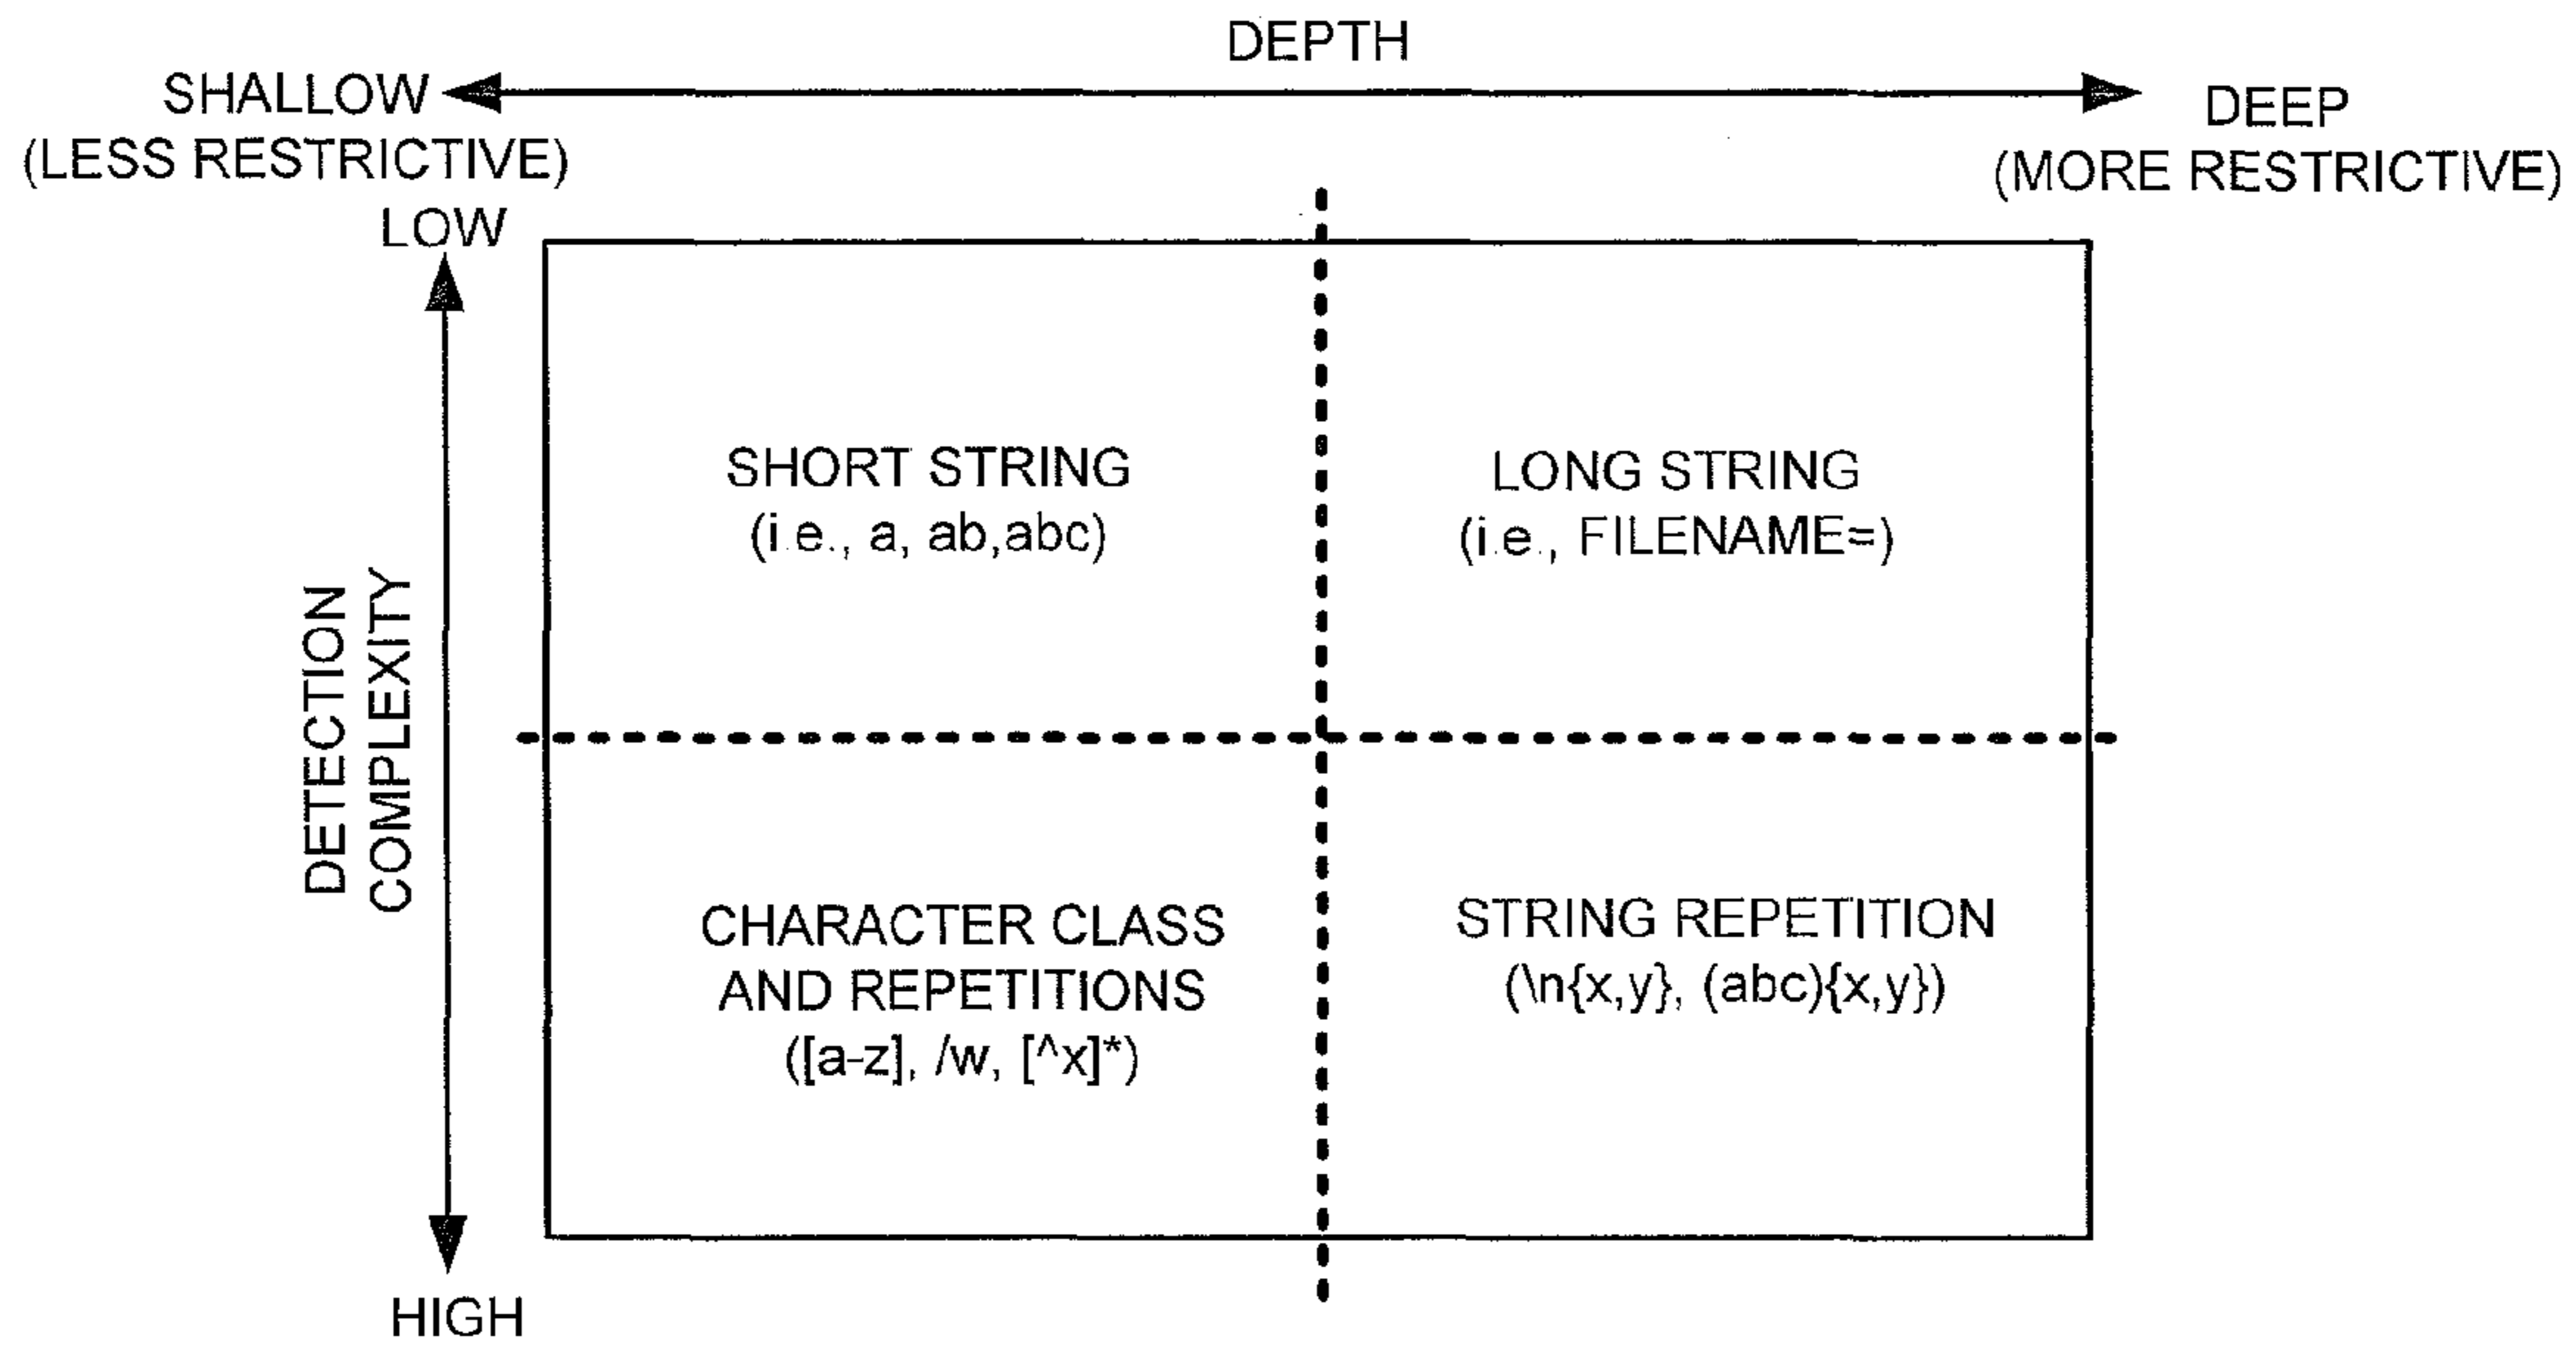 DEPTH
SHALLOW
(LESS RESTRICTIVE)
DEEP
(MORE RESTRICTIVE)
LOW
DETECTION
COMPLEXITY
HIGH
SHORT STRING
(i.e., a, ab,abc)
LONG STRING
(i.e., FILENAME=)
CHARACTER CLASS
AND REPETITIONS
([a-z], /w, [^x]*)
STRING REPETITION
(\n{x,y}, (abc){x,y})